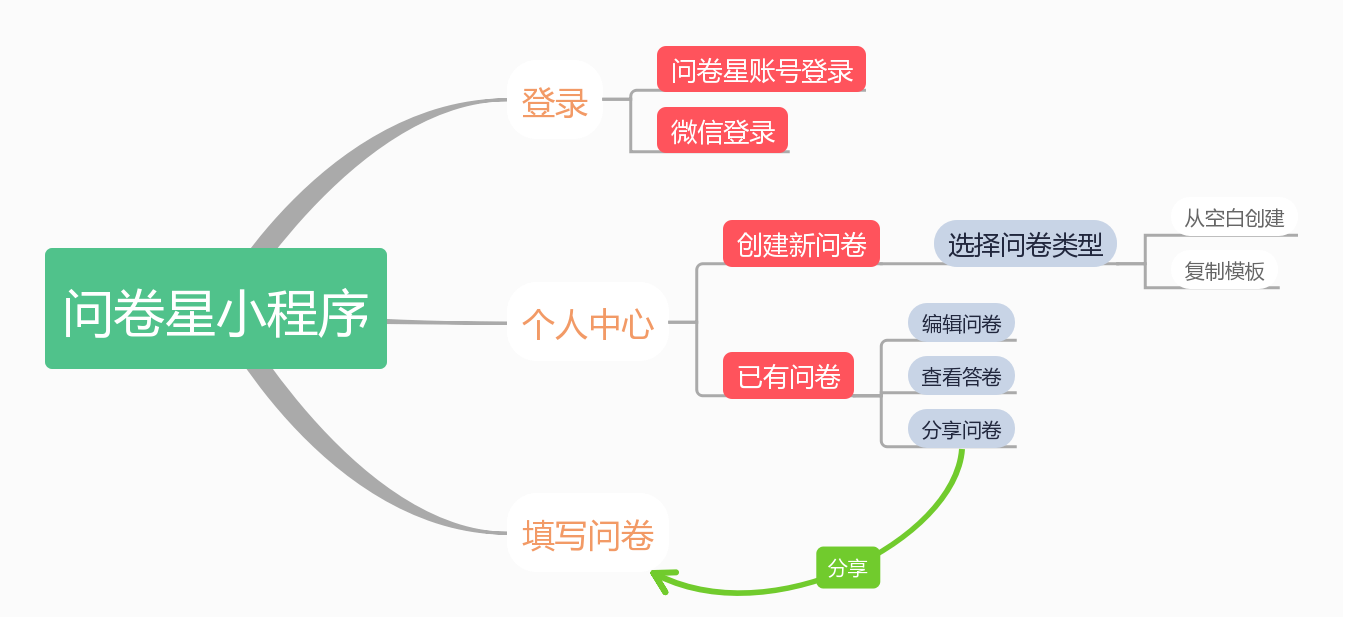 问卷星小程序
登录
问卷星账号登录
微信登录
个人中心
创建新问卷
选择问卷类型
从空白创建
复制模板
已有问卷
编辑问卷
查看答卷
分享问卷
填写问卷
分享